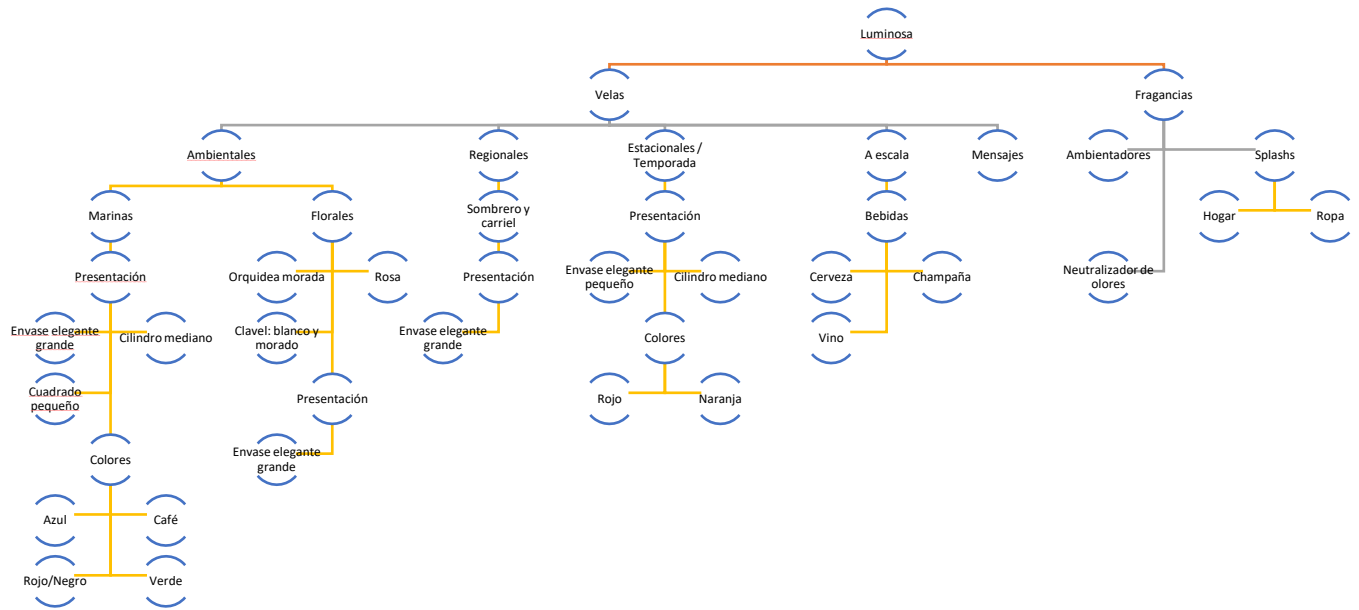 Luminosa
Velas
Fragancias
Ambientales
Regionales
Estacionales /
Temporada
A escala
Mensajes
Ambientadores
Splashs
Marinas
Florales
Sombrero y
carriel
Presentación
Bebidas
Hogar
Ropa
Presentación
Orquidea morada
Rosa
Presentación
Envase elegante
pequeño
Cilindro mediano
Cerveza
Champaña
Neutralizador de
olores
Envase elegante
grande
Cilindro mediano
Clavel: blanco y
morado
Envase elegante
grande
Colores
Vino
Cuadrado
pequeño
Presentación
Rojo
Naranja
Colores
Envase elegante
grande
Azul
Café
Rojo/Negro
Verde